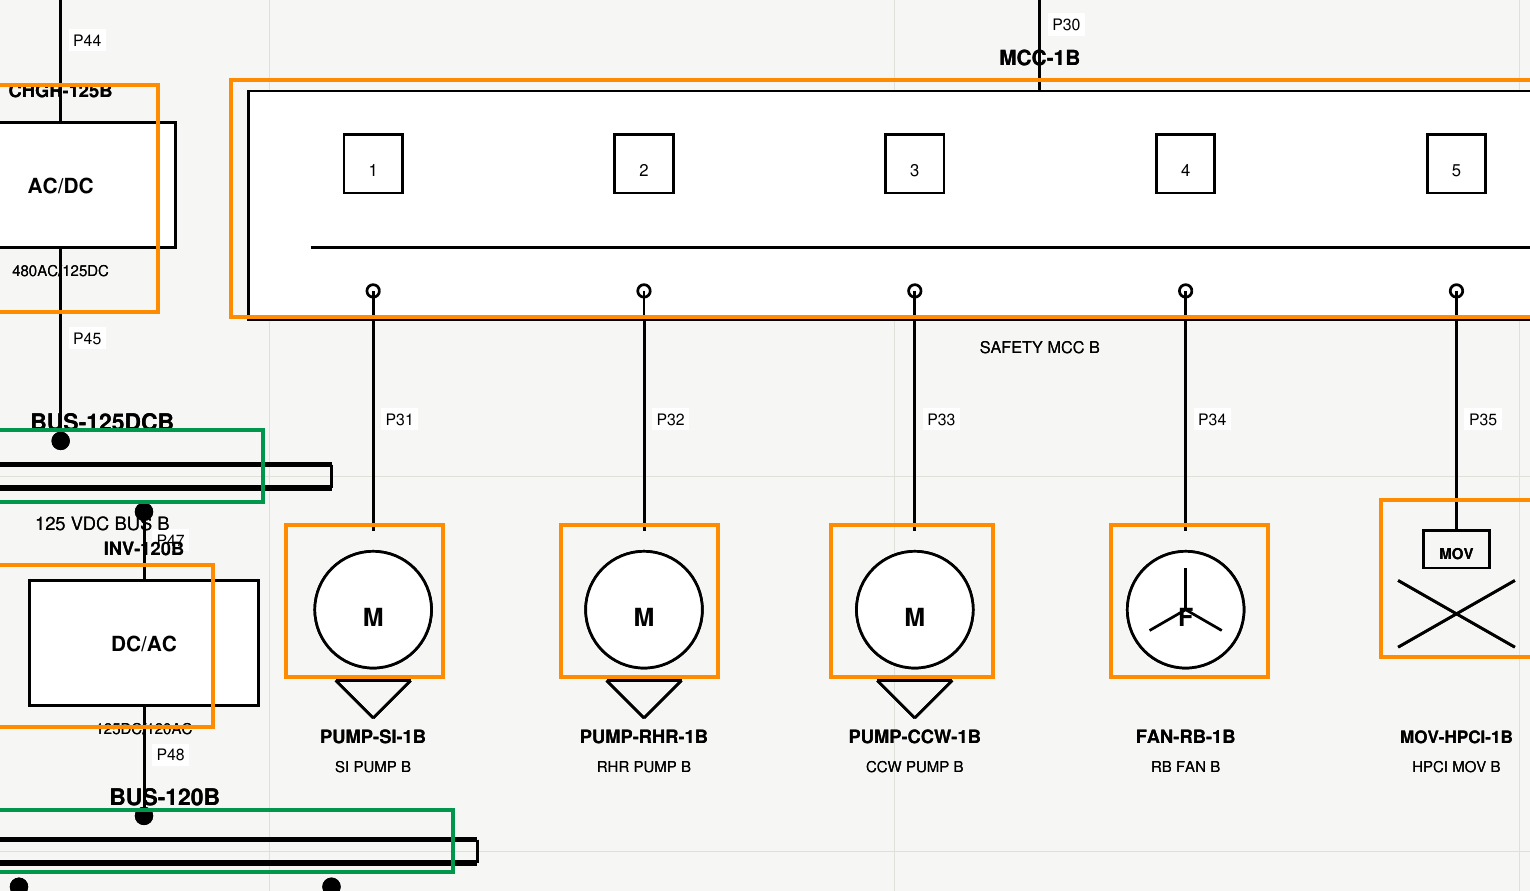 P44
P30
MCC-1B
CHGR-125B
1
2
3
4
5
AC/DC
480AC/125DC
P45
SAFETY MCC B
BUS-125DCB
P31
P32
P33
P34
P35
125 VDC BUS B
P47
INV-120B
MOV
DC/AC
M
M
M
F
125DC/120AC
PUMP-SI-1B
PUMP-RHR-1B
PUMP-CCW-1B
FAN-RB-1B
MOV-HPCI-1B
P48
SI PUMP B
RHR PUMP B
CCW PUMP B
RB FAN B
HPCI MOV B
BUS-120B